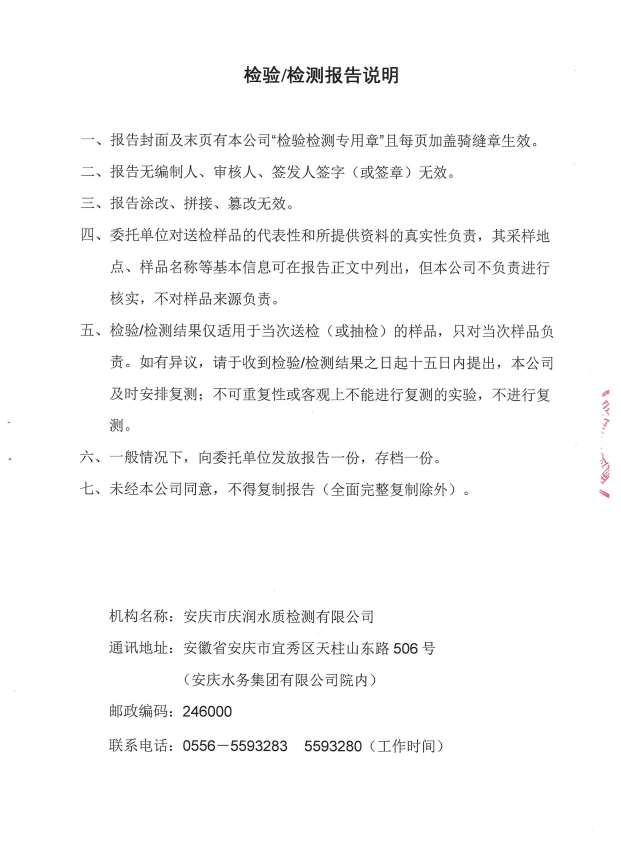 检验/检测报告说明
一、报告封面及末页有本公司“检验检测专用章”且每页加盖骑缝章生效。
二、报告无编制人、审核人、签发人签字（或签章）无效。
三、报告涂改、拼接、篡改无效。
四、委托单位对送检样品的代表性和所提供资料的真实性负责，其采样地
点、样品名称等基本信息可在报告正文中列出，但本公司不负责进行
核实，不对样品来源负责。
五、检验/检测结果仅适用于当次送检（或抽检）的样品，只对当次样品负
责。如有异议，请于收到检验/检测结果之日起十五日内提出，本公司
及时安排复测；不可重复性或客观上不能进行复测的实验，不进行复
测。
六、一般情况下，向委托单位发放报告一份，存档一份。
七、未经本公司同意，不得复制报告（全面完整复制除外）。
机构名称：安庆市庆润水质检测有限公司
通讯地址：安徽省安庆市宜秀区天柱山东路 506 号
（安庆水务集团有限公司院内）
邮政编码：246000
联系电话：0556－5593283 5593280（工作时间）